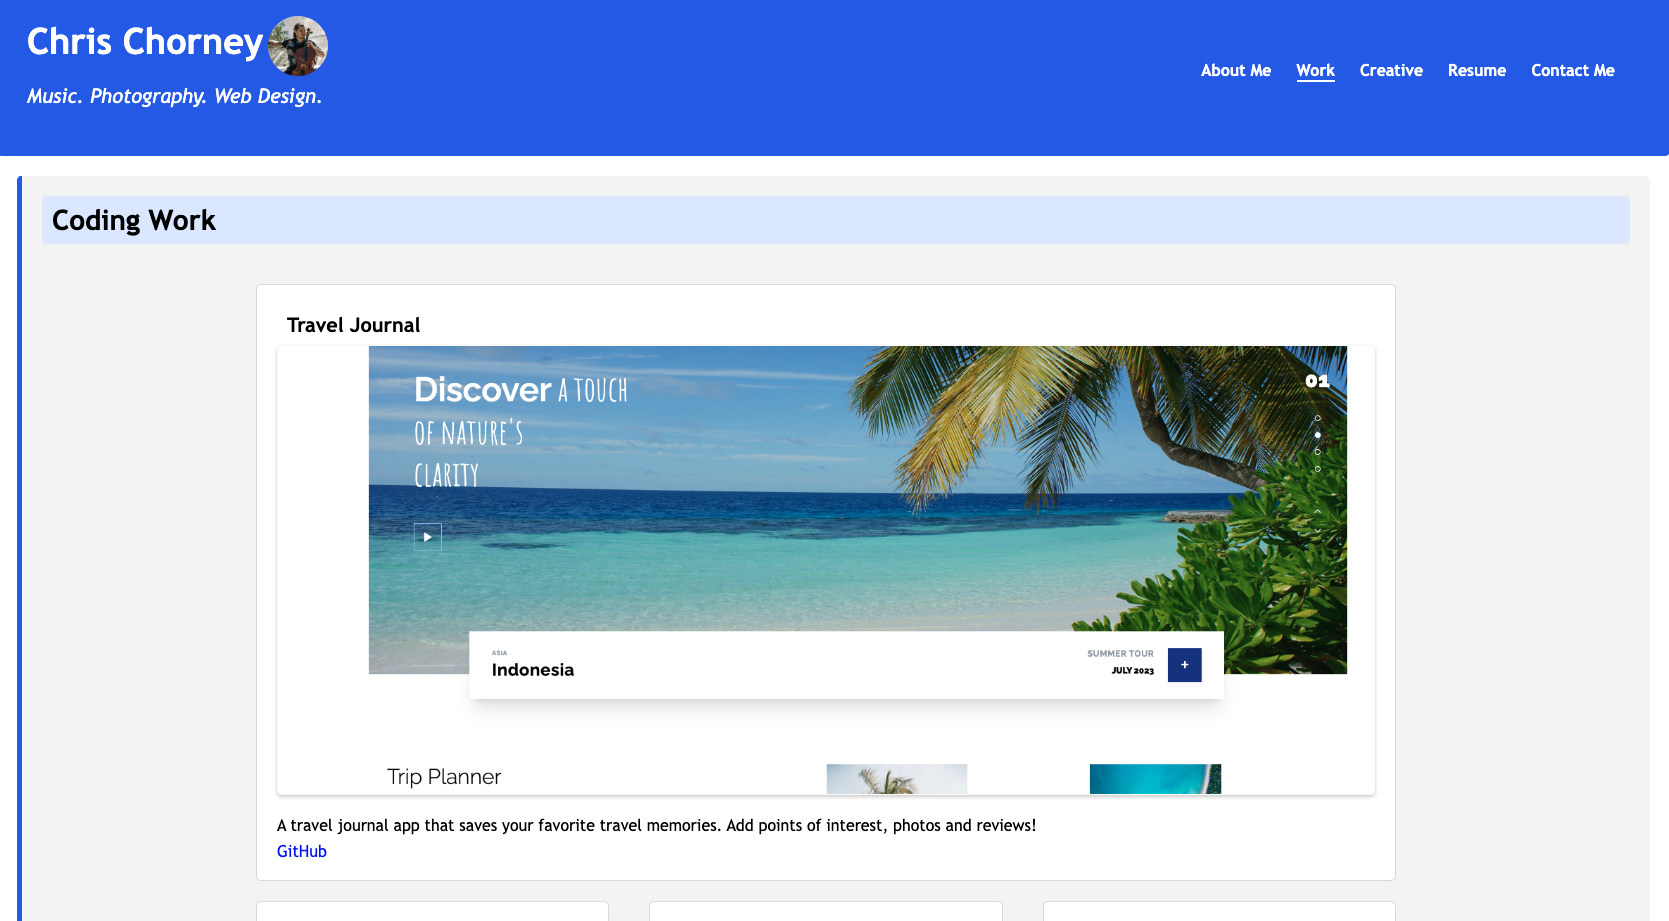 Chris Chorney
Music. Photography. Web Design.
About Me Work Creative Resume Contact Me
Coding Work
Travel Journal
Discover A TOUCH
OF NATURE'S
CLARITY
01
ASIA
Indonesia
SUMMER TOUR
JULY 2023
+
Trip Planner
A travel journal app that saves your favorite travel memories. Add points of interest, photos and reviews!
GitHub